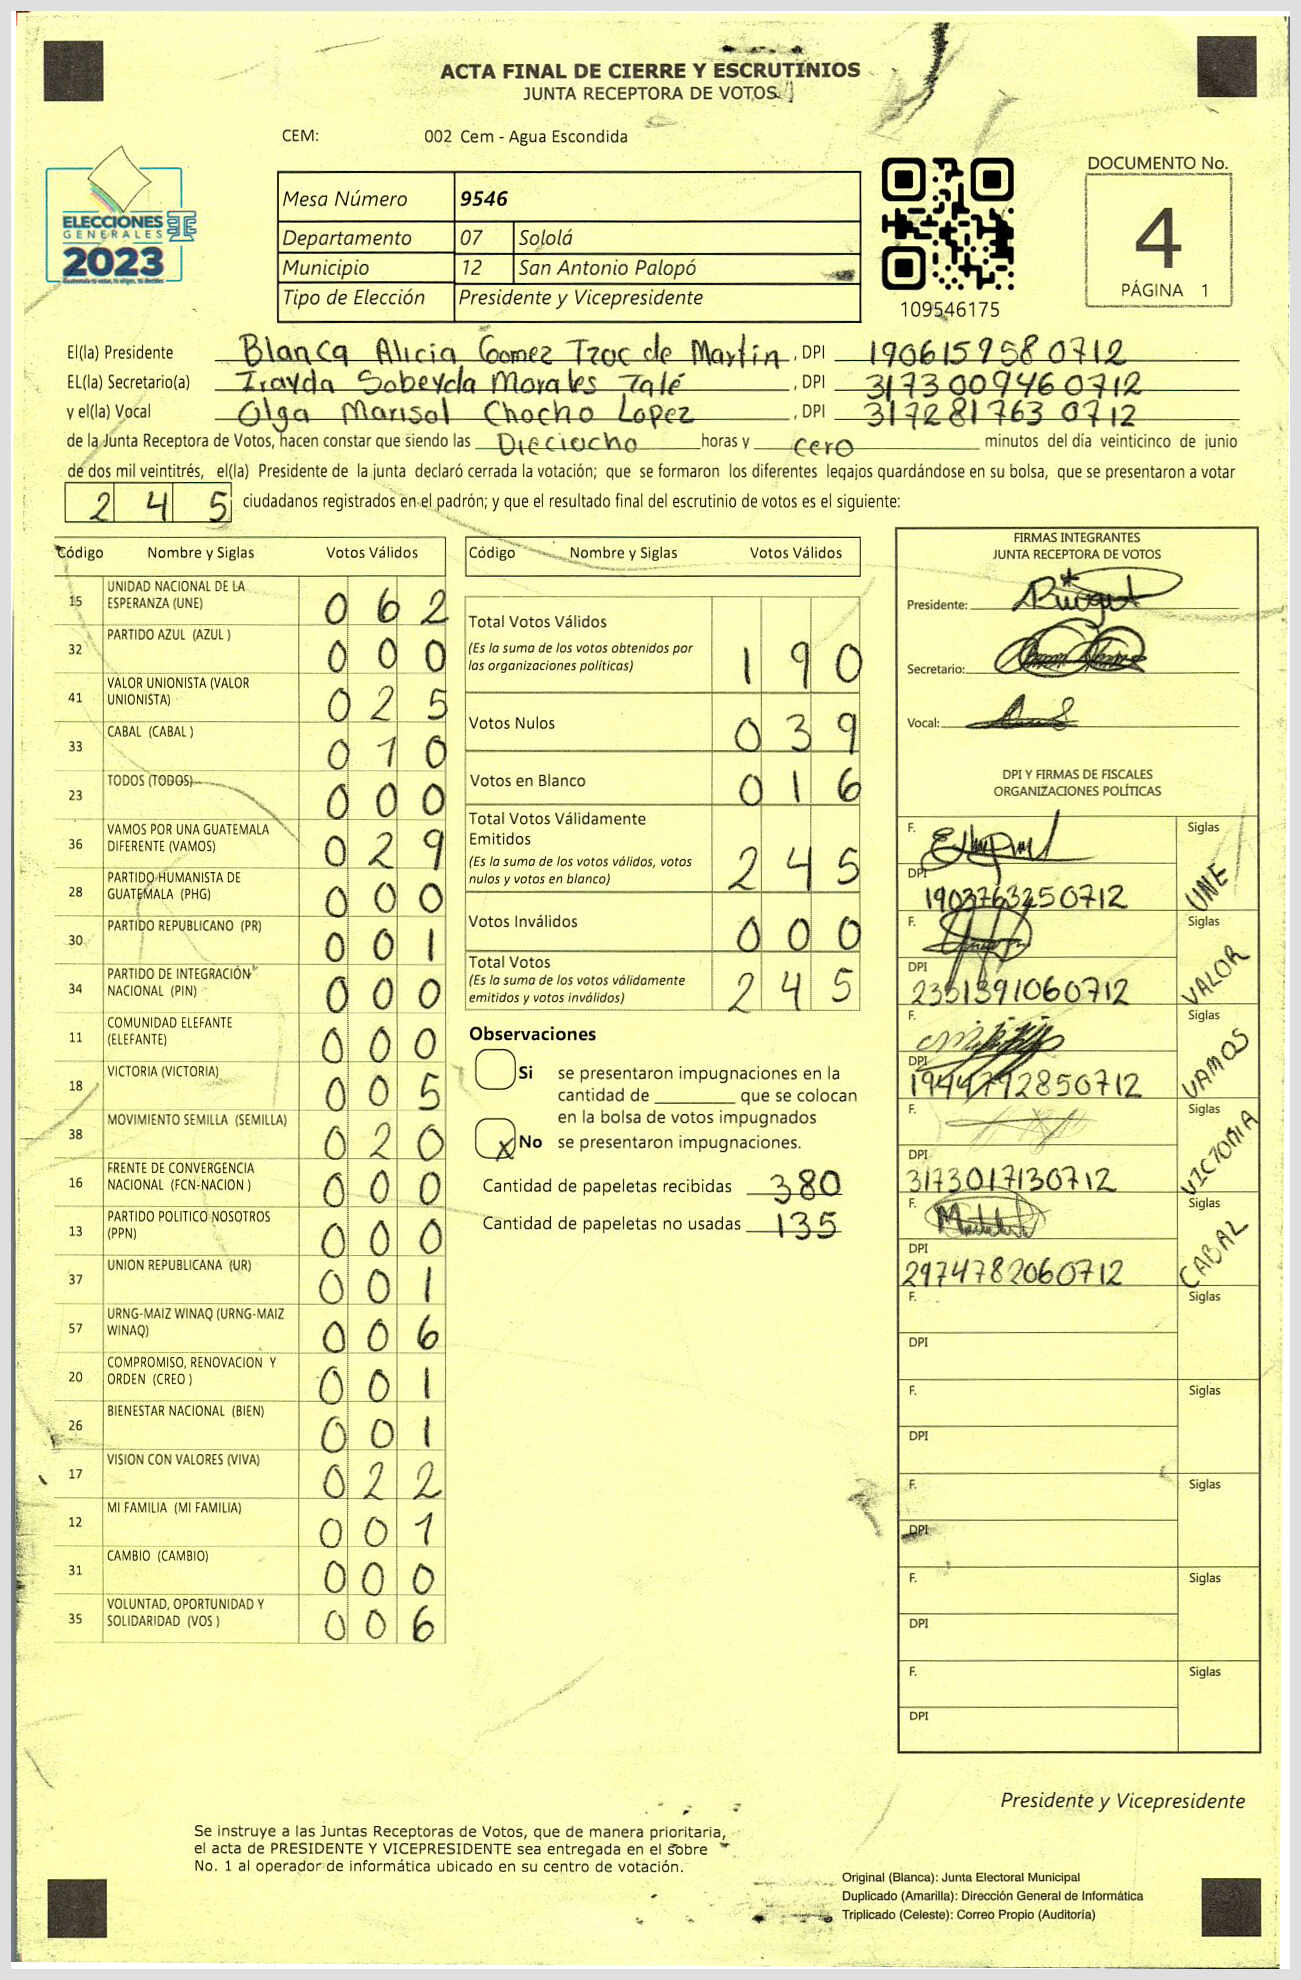 ACTA FINAL DE CIERRE Y ESCRUTINIOS
JUNTA RECEPTORA DE VOTOS
CEM: 002 Cem - Agua Escondida
ELECCIONES
GENERALES
2023
Mesa Número 9546
Departamento 07 Sololá
Municipio 12 San Antonio Palopó
Tipo de Elección Presidente y Vicepresidente
109546175
DOCUMENTO No.
4
PÁGINA 1
El(la) Presidente Blanca Alicia Gomez Tzoc de Martin, DPI 190615958 0712
EL(la) Secretario(a) Irayda Sobeyda Morales Talé, DPI 317300946 0712
y el(la) Vocal Olga Marisol Chocho Lopez, DPI 317281763 0712
de la Junta Receptora de Votos, hacen constar que siendo las Dieciocho horas y cero minutos del día veinticinco de junio
de dos mil veintitrés, el(la) Presidente de la junta declaró cerrada la votación; que se formaron los diferentes legajos quardándose en su bolsa, que se presentaron a votar
2 4 5 ciudadanos registrados en el padrón; y que el resultado final del escrutinio de votos es el siguiente:
Código Nombre y Siglas Votos Válidos
15 UNIDAD NACIONAL DE LA ESPERANZA (UNE) 0 6 2
32 PARTIDO AZUL (AZUL ) 0 0 0
41 VALOR UNIONISTA (VALOR UNIONISTA) 0 2 5
33 CABAL (CABAL ) 0 1 0
23 TODOS (TODOS) 0 0 0
36 VAMOS POR UNA GUATEMALA DIFERENTE (VAMOS) 0 2 9
28 PARTIDO HUMANISTA DE GUATEMALA (PHG) 0 0 0
30 PARTIDO REPUBLICANO (PR) 0 0 1
34 PARTIDO DE INTEGRACIÓN NACIONAL (PIN) 0 0 0
11 COMUNIDAD ELEFANTE (ELEFANTE) 0 0 0
18 VICTORIA (VICTORIA) 0 0 5
38 MOVIMIENTO SEMILLA (SEMILLA) 0 2 0
16 FRENTE DE CONVERGENCIA NACIONAL (FCN-NACION ) 0 0 0
13 PARTIDO POLITICO NOSOTROS (PPN) 0 0 0
37 UNION REPUBLICANA (UR) 0 0 1
57 URNG-MAIZ WINAQ (URNG-MAIZ WINAQ) 0 0 6
20 COMPROMISO, RENOVACION Y ORDEN (CREO ) 0 0 1
26 BIENESTAR NACIONAL (BIEN) 0 0 1
17 VISION CON VALORES (VIVA) 0 2 2
12 MI FAMILIA (MI FAMILIA) 0 0 1
31 CAMBIO (CAMBIO) 0 0 0
35 VOLUNTAD, OPORTUNIDAD Y SOLIDARIDAD (VOS ) 0 0 6
Código Nombre y Siglas Votos Válidos
Total Votos Válidos 1 9 0
(Es la suma de los votos obtenidos por
las organizaciones políticas)
Votos Nulos 0 3 9
Votos en Blanco 0 1 6
Total Votos Válidamente
Emitidos 2 4 5
(Es la suma de los votos válidos, votos
nulos y votos en blanco)
Votos Inválidos 0 0 0
Total Votos 2 4 5
(Es la suma de los votos válidamente
emitidos y votos inválidos)
Observaciones
Si se presentaron impugnaciones en la
cantidad de ________ que se colocan
en la bolsa de votos impugnados
X No se presentaron impugnaciones.
Cantidad de papeletas recibidas 380
Cantidad de papeletas no usadas 135
FIRMAS INTEGRANTES
JUNTA RECEPTORA DE VOTOS
Presidente:
Secretario:
Vocal:
DPI Y FIRMAS DE FISCALES
ORGANIZACIONES POLÍTICAS
F. Siglas
DPI 1903763250712 UNE
F. Siglas
DPI 2351391060712 VALOR
F. Siglas
DPI 1944792850712 VAMOS
F. Siglas
DPI 3173017130712 VICTORIA
F. Siglas
DPI 2974782060712 CABAL
F. Siglas
DPI
F. Siglas
DPI
F. Siglas
DPI
F. Siglas
DPI
F. Siglas
DPI
Presidente y Vicepresidente
Se instruye a las Juntas Receptoras de Votos, que de manera prioritaria,
el acta de PRESIDENTE Y VICEPRESIDENTE sea entregada en el sobre
No. 1 al operador de informática ubicado en su centro de votación.
Original (Blanca): Junta Electoral Municipal
Duplicado (Amarilla): Dirección General de Informática
Triplicado (Celeste): Correo Propio (Auditoría)